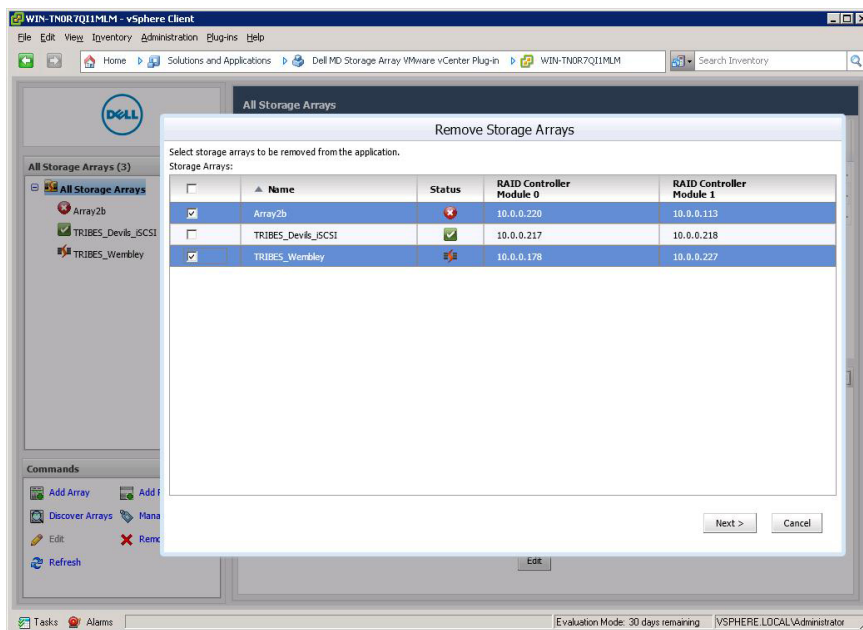 WIN-TN0R7QI1MLM - vSphere Client
File Edit View Inventory Administration Plug-ins Help
Home Solutions and Applications Dell MD Storage Array VMware vCenter Plug-in WIN-TN0R7QI1MLM Search Inventory
DELL
All Storage Arrays
Remove Storage Arrays
Select storage arrays to be removed from the application.
Storage Arrays:
Name Status RAID Controller Module 0 RAID Controller Module 1
Array2b 10.0.0.220 10.0.0.113
TRIBES_Devils_iSCSI 10.0.0.217 10.0.0.218
TRIBES_Wembley 10.0.0.178 10.0.0.227
Next > Cancel
All Storage Arrays (3)
All Storage Arrays
Array2b
TRIBES_Devils_iSCSI
TRIBES_Wembley
Commands
Add Array Add
Discover Arrays Mana
Edit Remo
Refresh
Edit
Tasks Alarms Evaluation Mode: 30 days remaining VSPHERE.LOCAL\Administrator